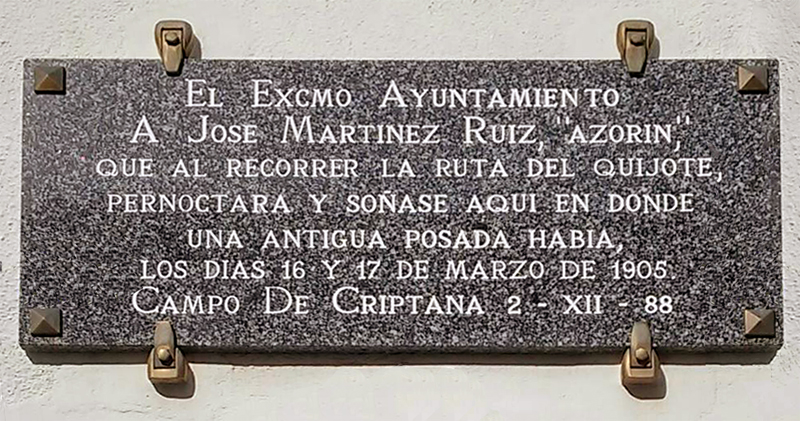 El Excmo Ayuntamiento
A Jose Martinez Ruiz, "AZORIN,"
QUE AL RECORRER LA RUTA DEL QUIJOTE,
PERNOCTARA Y SOÑASE AQUI EN DONDE
UNA ANTIGUA POSADA HABIA,
LOS DIAS 16 Y 17 DE MARZO DE 1905.
Campo De Criptana 2 - XII - 88